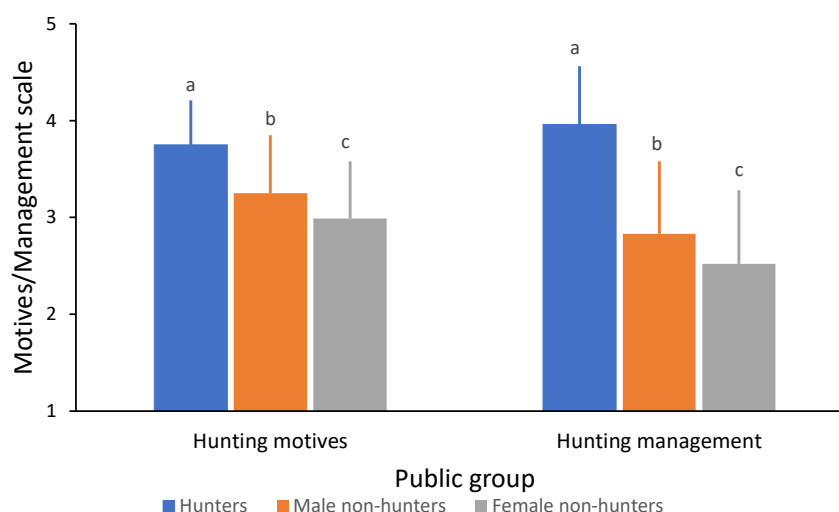 5
4
3
2
1
Motives/Management scale
a
b
c
a
b
c
Hunting motives
Hunting management
Public group
Hunters
Male non-hunters
Female non-hunters